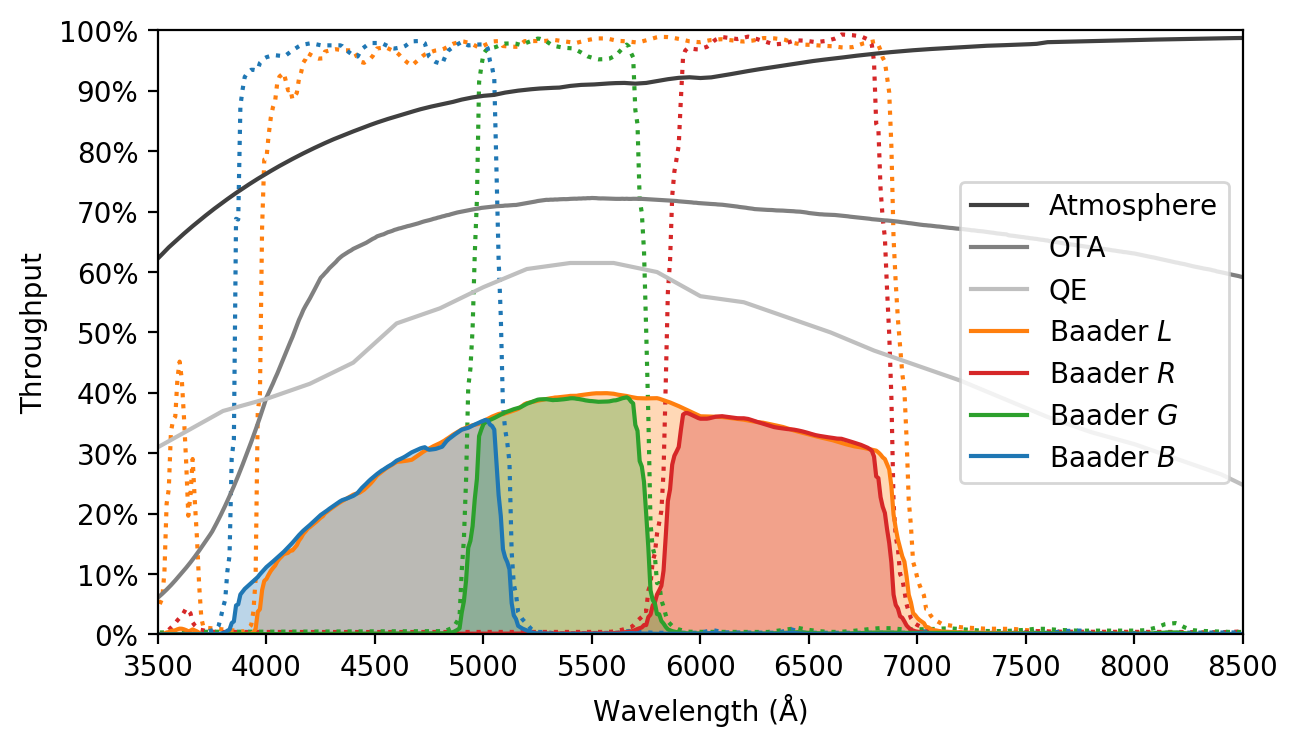 100%
90%
80%
70%
60%
50%
40%
30%
20%
10%
0%
Throughput
Atmosphere
OTA
QE
Baader L
Baader R
Baader G
Baader B
3500 4000 4500 5000 5500 6000 6500 7000 7500 8000 8500
Wavelength (Å)